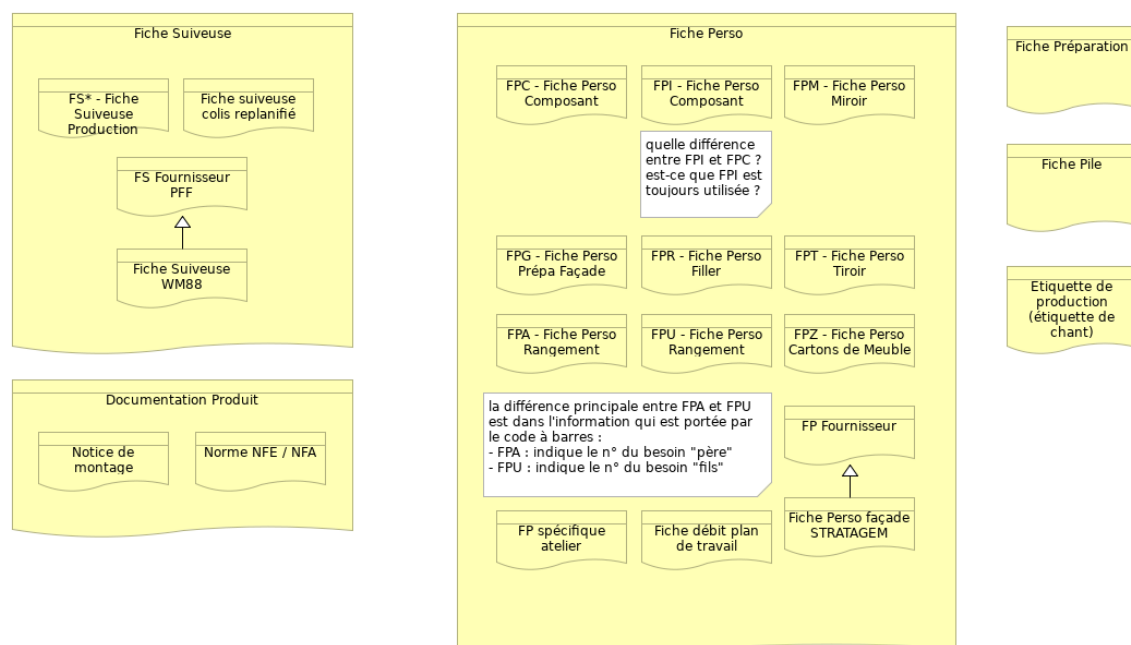 Fiche Suiveuse
FS* - Fiche
Suiveuse
Production
Fiche suiveuse
colis replanifié
FS Fournisseur
PFF
Fiche Suiveuse
WM88
Documentation Produit
Notice de
montage
Norme NFE / NFA
Fiche Perso
FPC - Fiche Perso
Composant
FPI - Fiche Perso
Composant
FPM - Fiche Perso
Miroir
quelle différence
entre FPI et FPC ?
est-ce que FPI est
toujours utilisée ?
FPG - Fiche Perso
Prépa Façade
FPR - Fiche Perso
Filler
FPT - Fiche Perso
Tiroir
FPA - Fiche Perso
Rangement
FPU - Fiche Perso
Rangement
FPZ - Fiche Perso
Cartons de Meuble
la différence principale entre FPA et FPU
est dans l'information qui est portée par
le code à barres :
- FPA : indique le n° du besoin "père"
- FPU : indique le n° du besoin "fils"
FP Fournisseur
FP spécifique
atelier
Fiche débit plan
de travail
Fiche Perso façade
STRATAGEM
Fiche Préparation
Fiche Pile
Etiquette de
production
(étiquette de
chant)